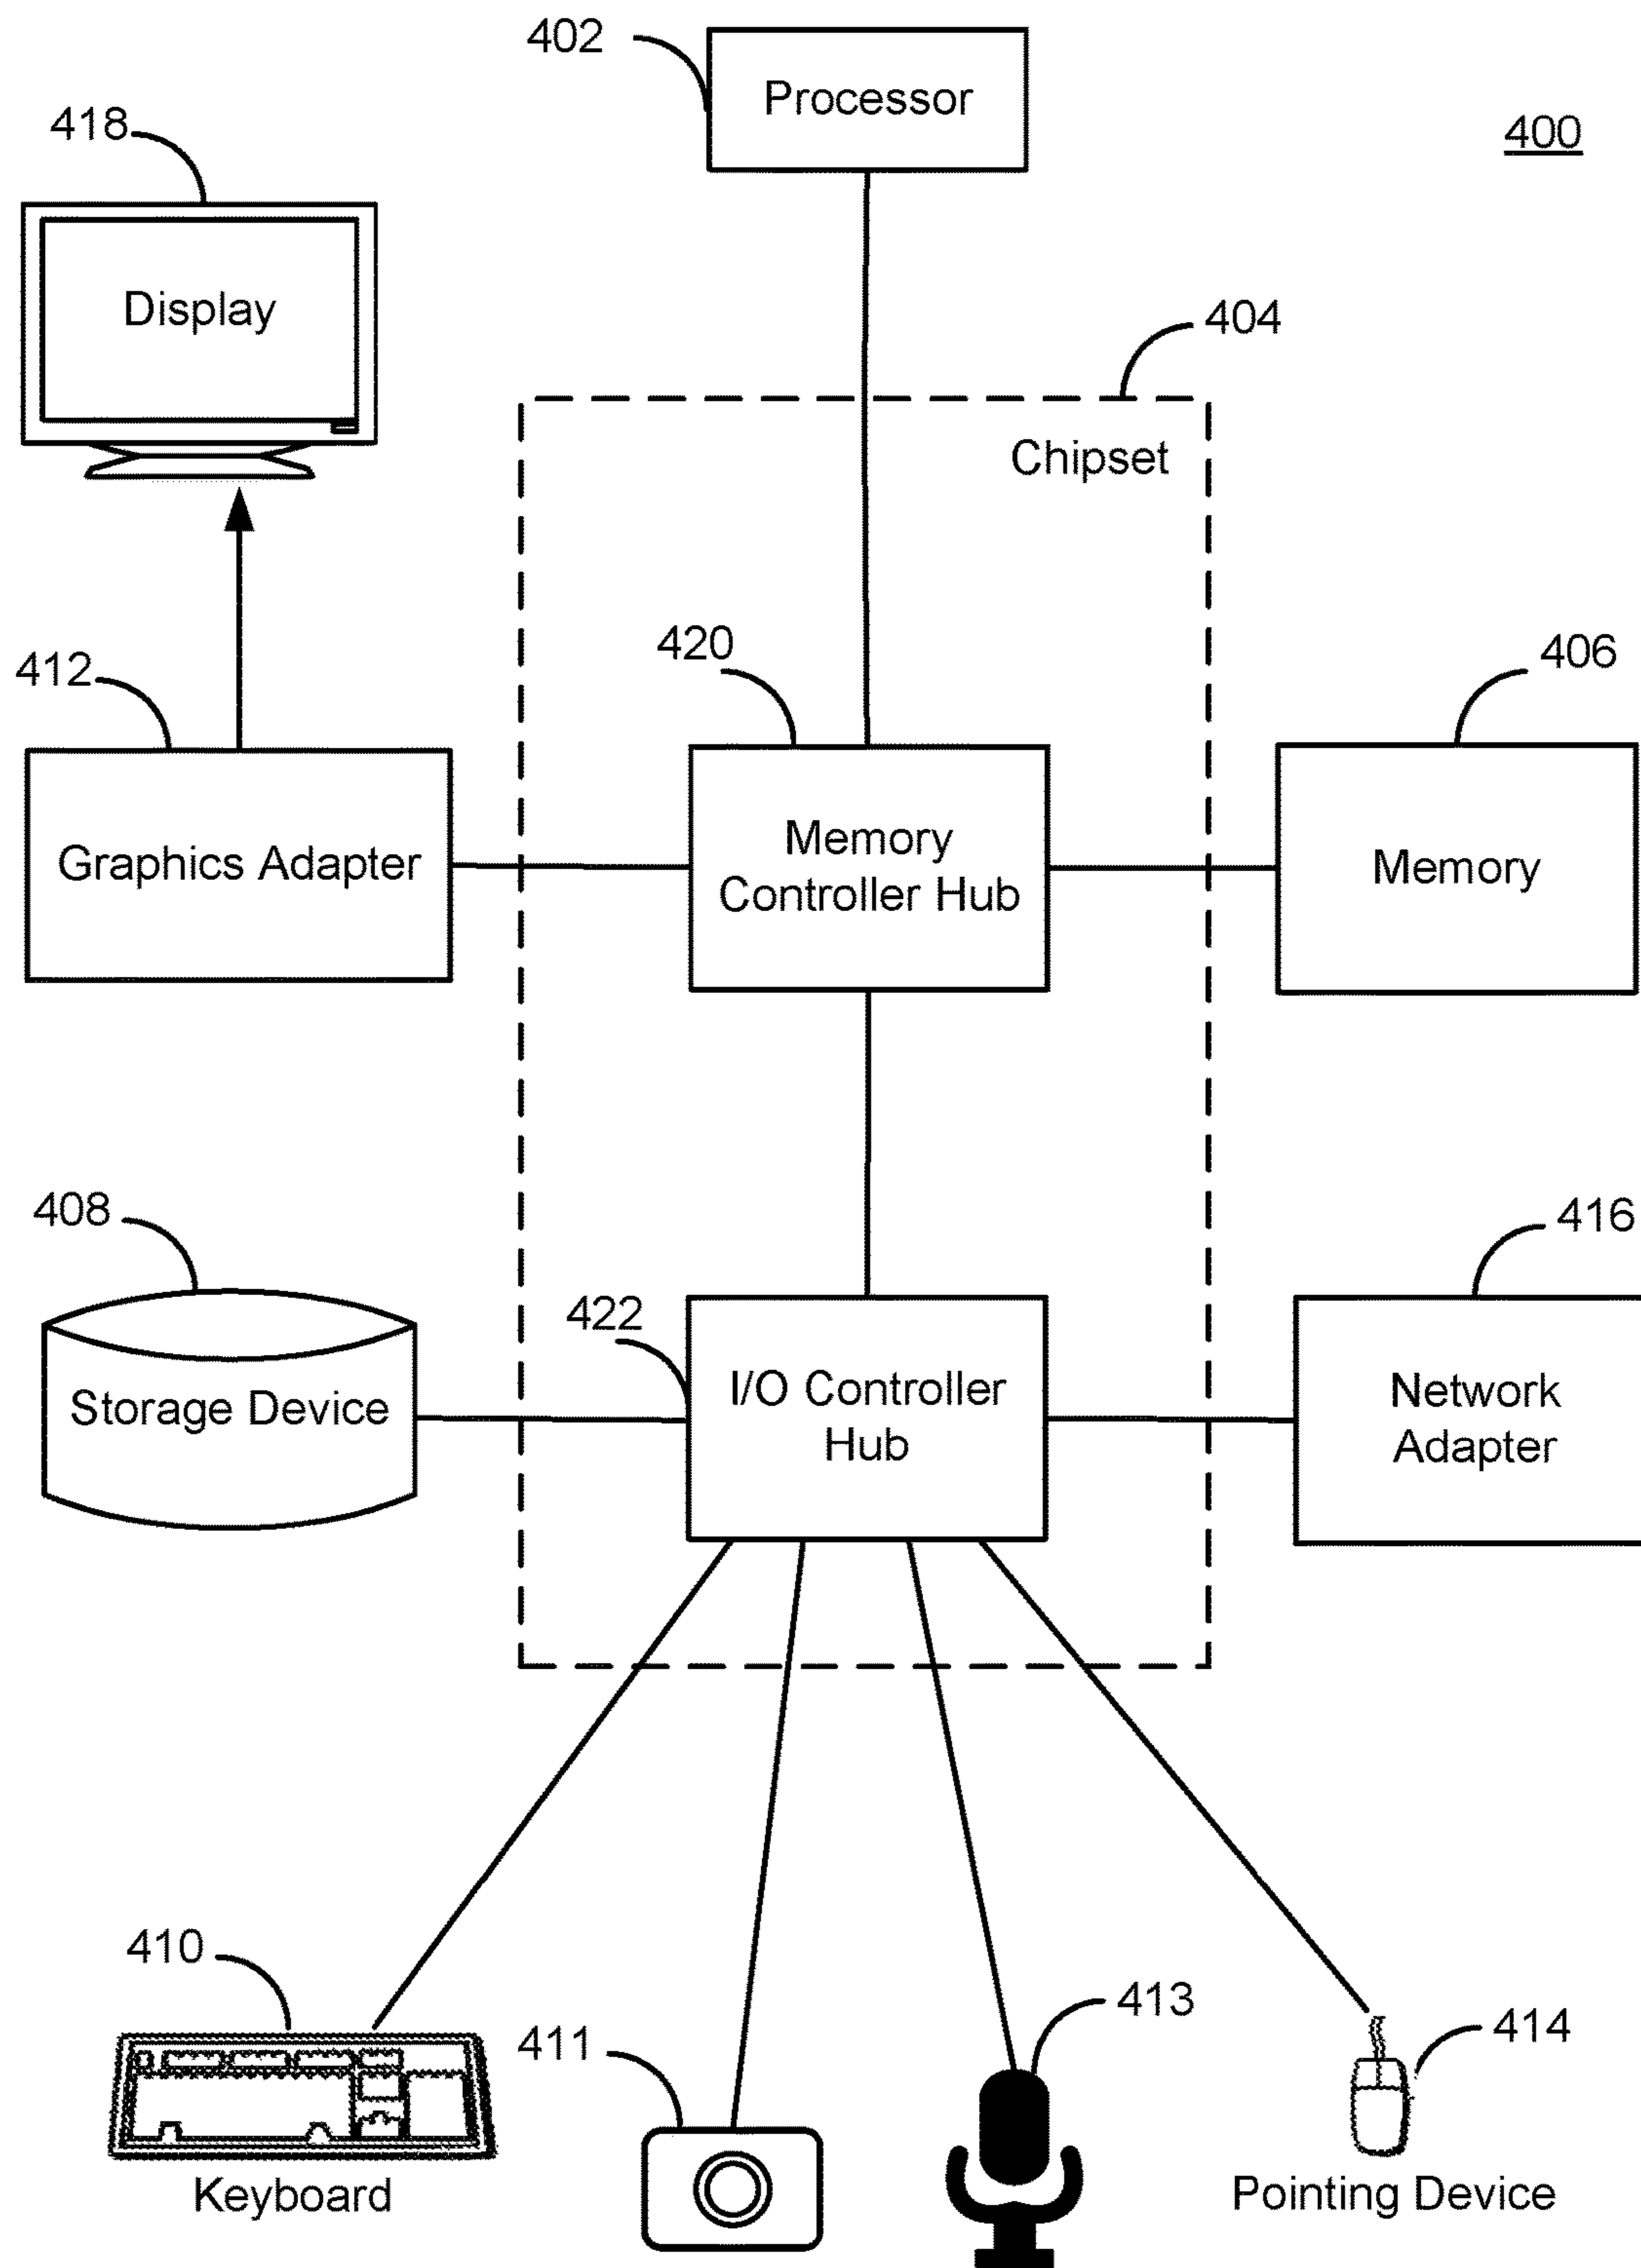 402
Processor
400
418
Display
404
Chipset
412
420
406
Graphics Adapter
Memory
Controller Hub
Memory
408
422
416
Storage Device
I/O Controller
Hub
Network
Adapter
410
411
413
414
Keyboard
Pointing Device